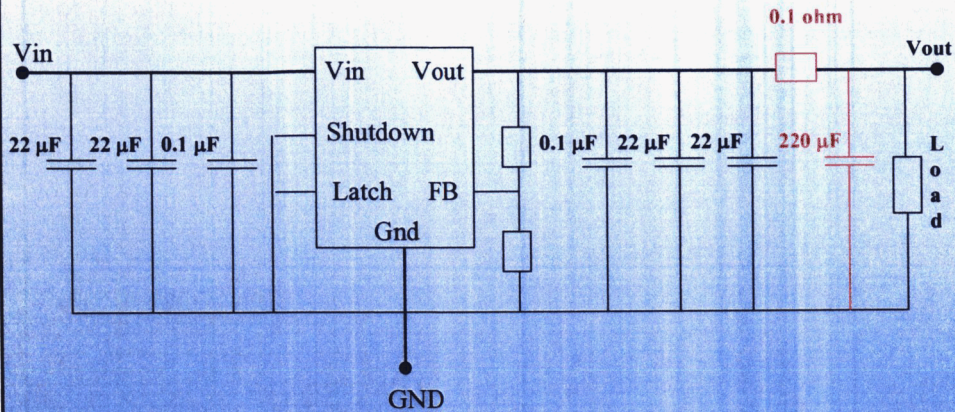 0.1 ohm
Vin
Vout
Vin Vout
Shutdown
Latch FB
Gnd
22 µF 22 µF 0.1 µF
0.1 µF 22 µF 22 µF 220 µF
Load
GND